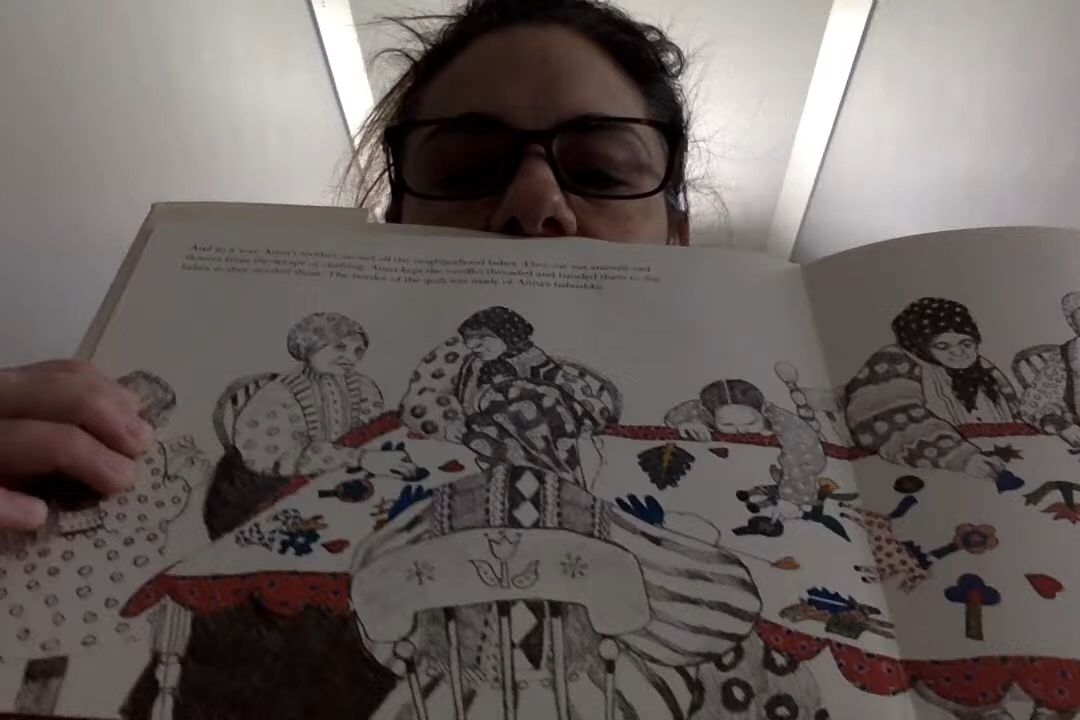 And so it was. Anna's mother invited all the neighborhood ladies. They cut out animals and
flowers from the scraps of clothing. Anna kept the needles threaded and handed them to the
ladies as they needed them. The border of the quilt was made of Anna's babushka.